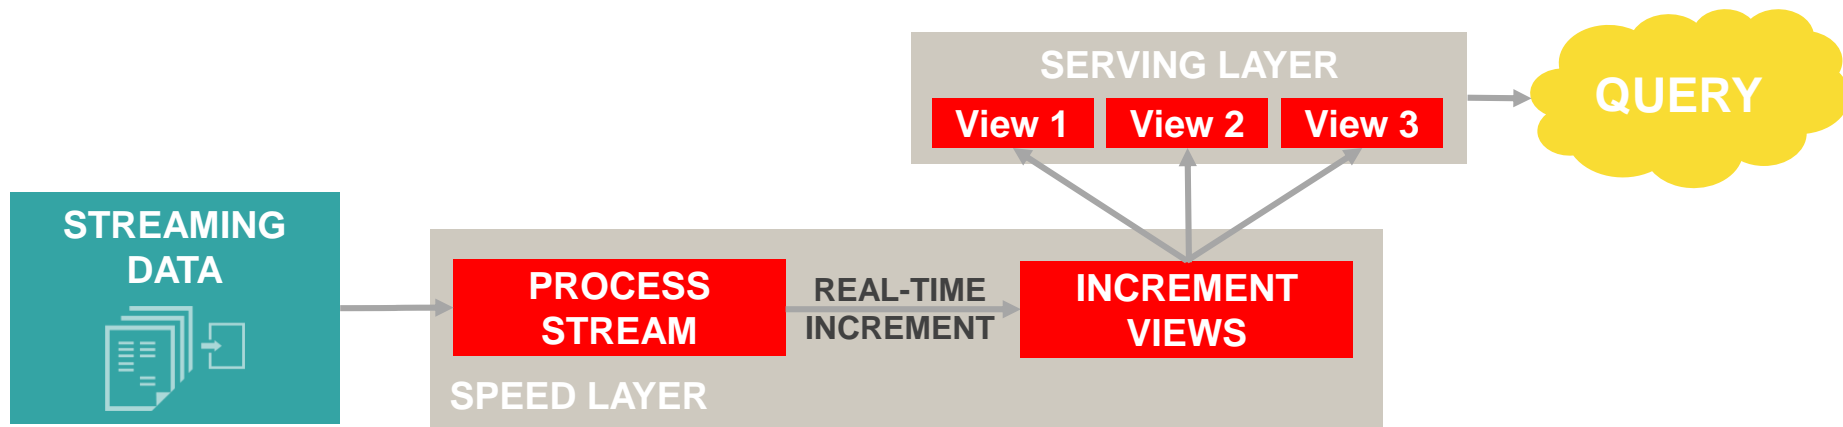 SERVING LAYER
View 1
View 2
View 3
QUERY
STREAMING
DATA
PROCESS
STREAM
REAL-TIME
INCREMENT
INCREMENT
VIEWS
SPEED LAYER